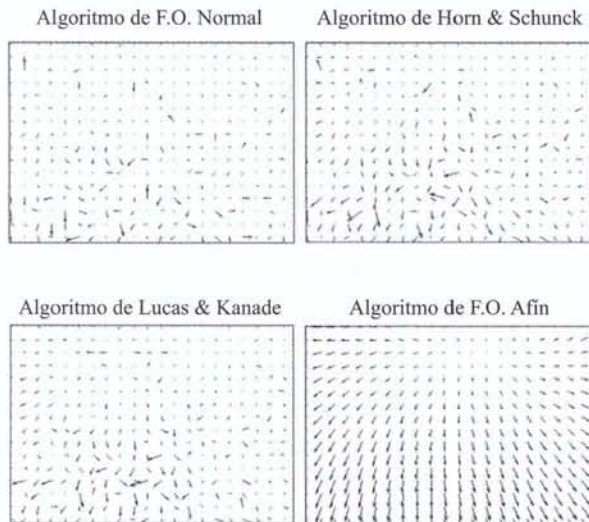 Algoritmo de F.O. Normal
Algoritmo de Horn & Schunck
Algoritmo de Lucas & Kanade
Algoritmo de F.O. Afín